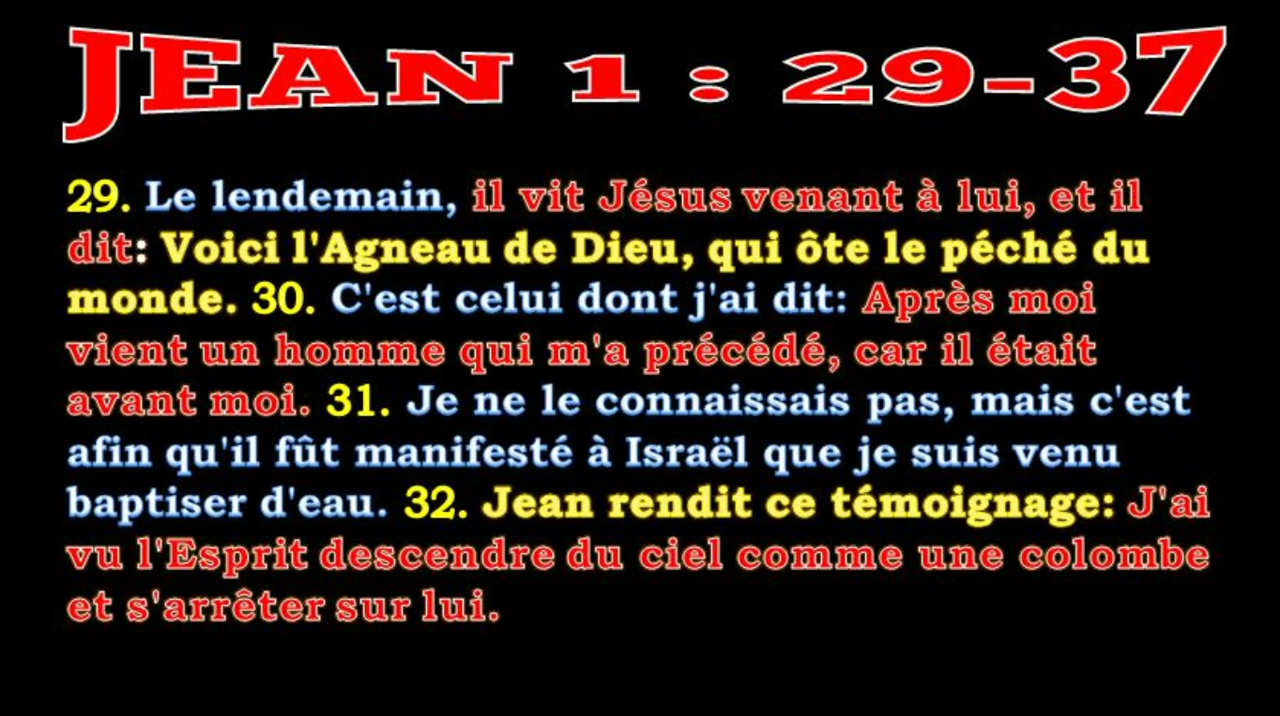 JEAN 1 : 29-37
29. Le lendemain, il vit Jésus venant à lui, et il
dit: Voici l'Agneau de Dieu, qui ôte le péché du
monde. 30. C'est celui dont j'ai dit: Après moi
vient un homme qui m'a précédé, car il était
avant moi. 31. Je ne le connaissais pas, mais c'est
afin qu'il fût manifesté à Israël que je suis venu
baptiser d'eau. 32. Jean rendit ce témoignage: J'ai
vu l'Esprit descendre du ciel comme une colombe
et s'arrêter sur lui.